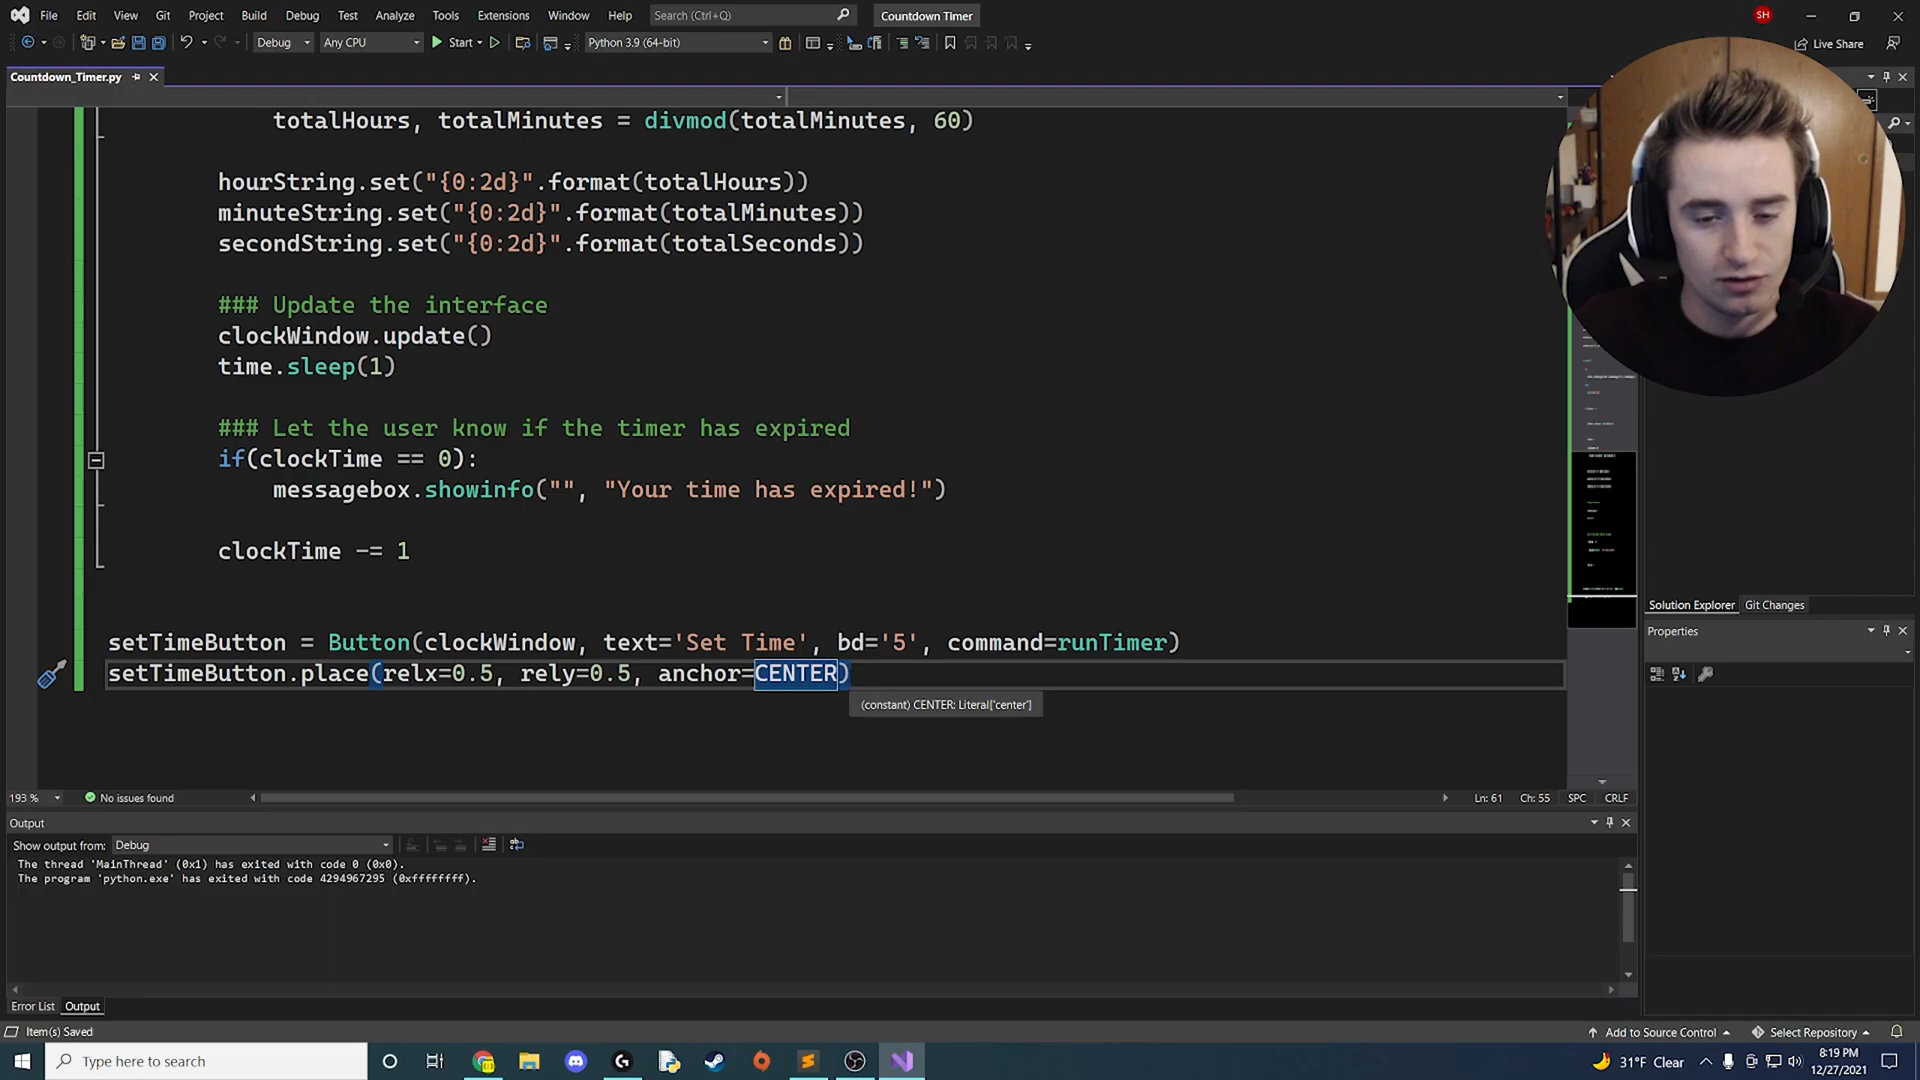 File Edit View Git Project Build Debug Test Analyze Tools Extensions Window Help Search (Ctrl+Q) Countdown Timer SH
Debug Any CPU Start Python 3.9 (64-bit) Live Share
Countdown_Timer.py
totalHours, totalMinutes = divmod(totalMinutes, 60)
hourString.set("{0:2d}".format(totalHours))
minuteString.set("{0:2d}".format(totalMinutes))
secondString.set("{0:2d}".format(totalSeconds))
### Update the interface
clockWindow.update()
time.sleep(1)
### Let the user know if the timer has expired
if(clockTime == 0):
messagebox.showinfo("", "Your time has expired!")
clockTime -= 1
setTimeButton = Button(clockWindow, text='Set Time', bd='5', command=runTimer)
setTimeButton.place(relx=0.5, rely=0.5, anchor=CENTER)
(constant) CENTER: Literal['center']
Solution Explorer Git Changes
Properties
193 % No issues found Ln: 61 Ch: 55 SPC CRLF
Output
Show output from: Debug
The thread 'MainThread' (0x1) has exited with code 0 (0x0).
The program 'python.exe' has exited with code 4294967295 (0xffffffff).
Error List Output
Item(s) Saved Add to Source Control Select Repository
Type here to search 31°F Clear 8:19 PM
12/27/2021